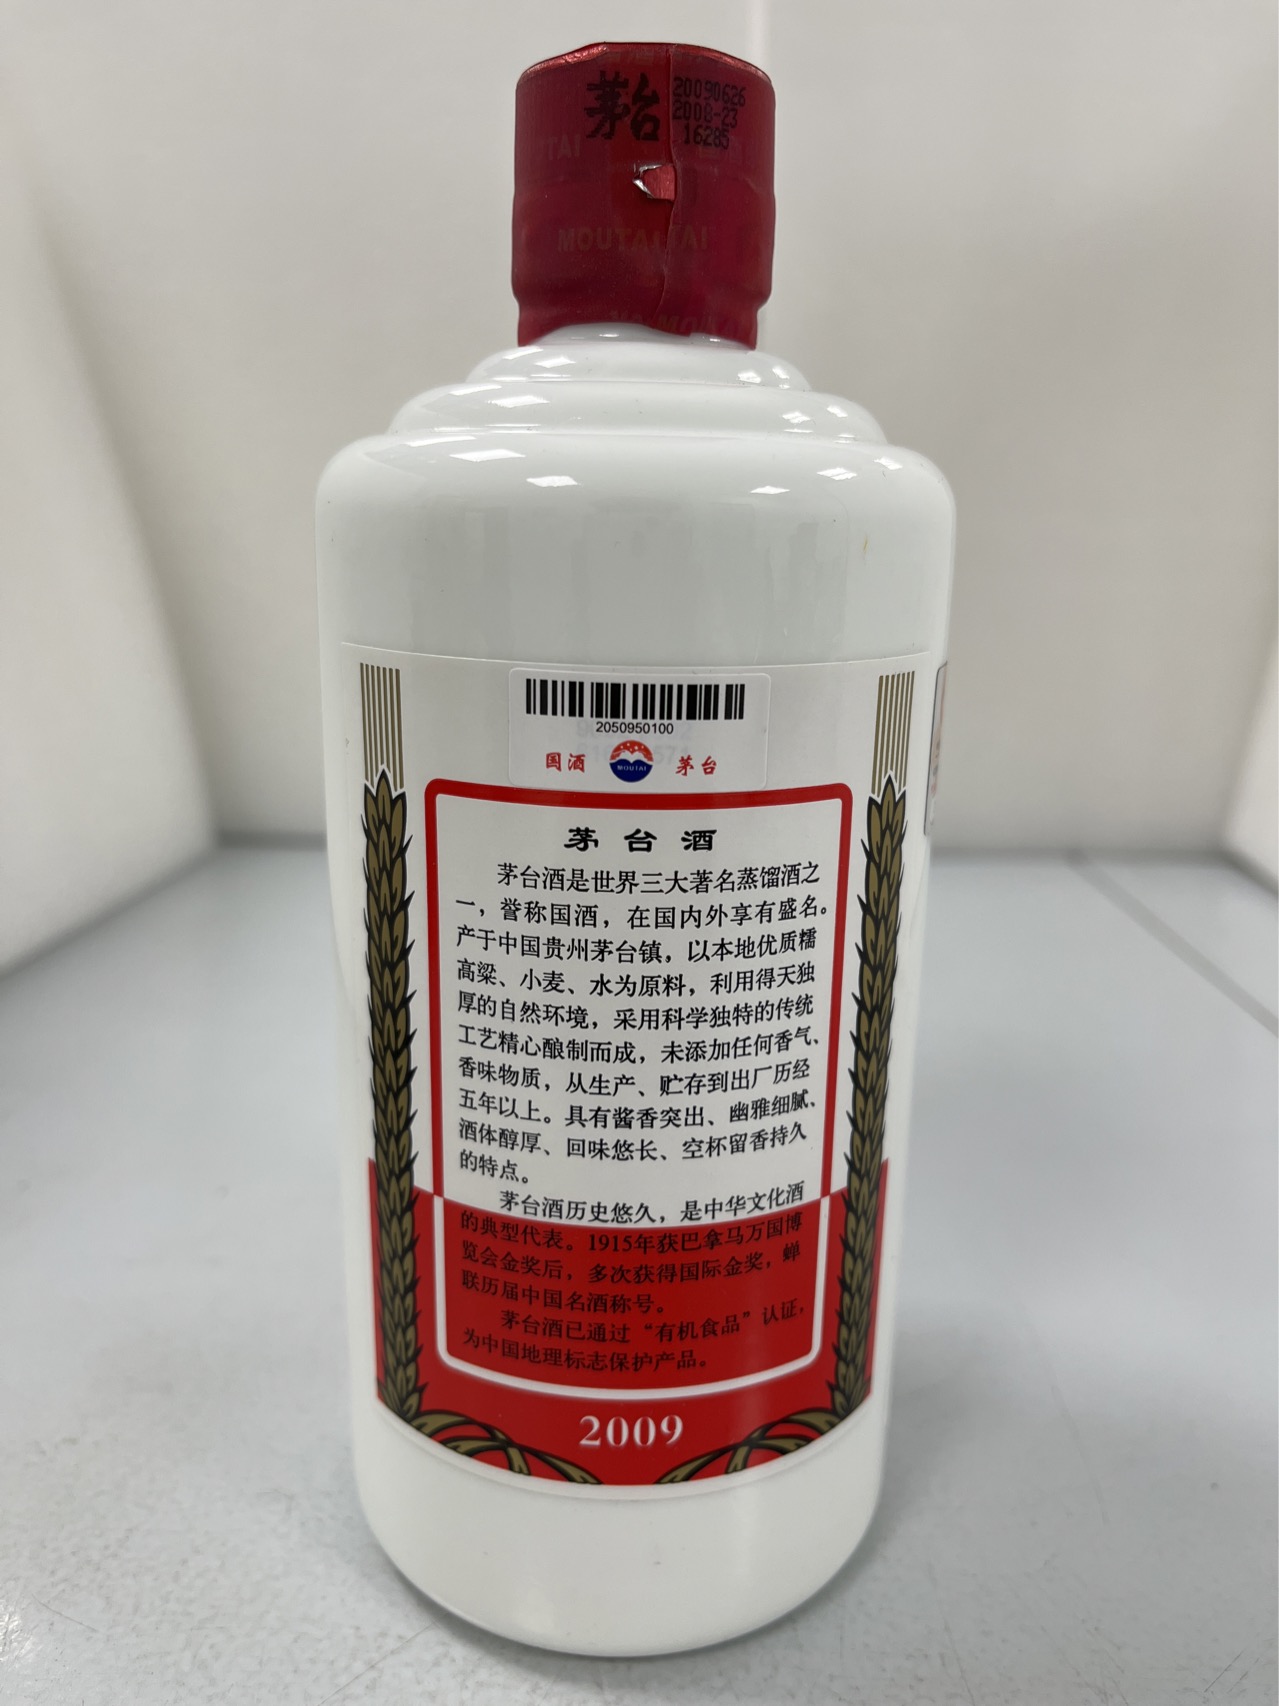 茅台
20090626
2008-23
16285
MOUTAI
2050950100
国酒
MOUTAI
茅台
茅台酒
茅台酒是世界三大著名蒸馏酒之
一，誉称国酒，在国内外享有盛名。
产于中国贵州茅台镇，以本地优质糯
高粱、小麦、水为原料，利用得天独
厚的自然环境，采用科学独特的传统
工艺精心酿制而成，未添加任何香气、
香味物质，从生产、贮存到出厂历经
五年以上。具有酱香突出、幽雅细腻、
酒体醇厚、回味悠长、空杯留香持久
的特点。
茅台酒历史悠久，是中华文化酒
的典型代表。1915年获巴拿马万国博
览会金奖后，多次获得国际金奖，蝉
联历届中国名酒称号。
茅台酒已通过“有机食品”认证，
为中国地理标志保护产品。
2009